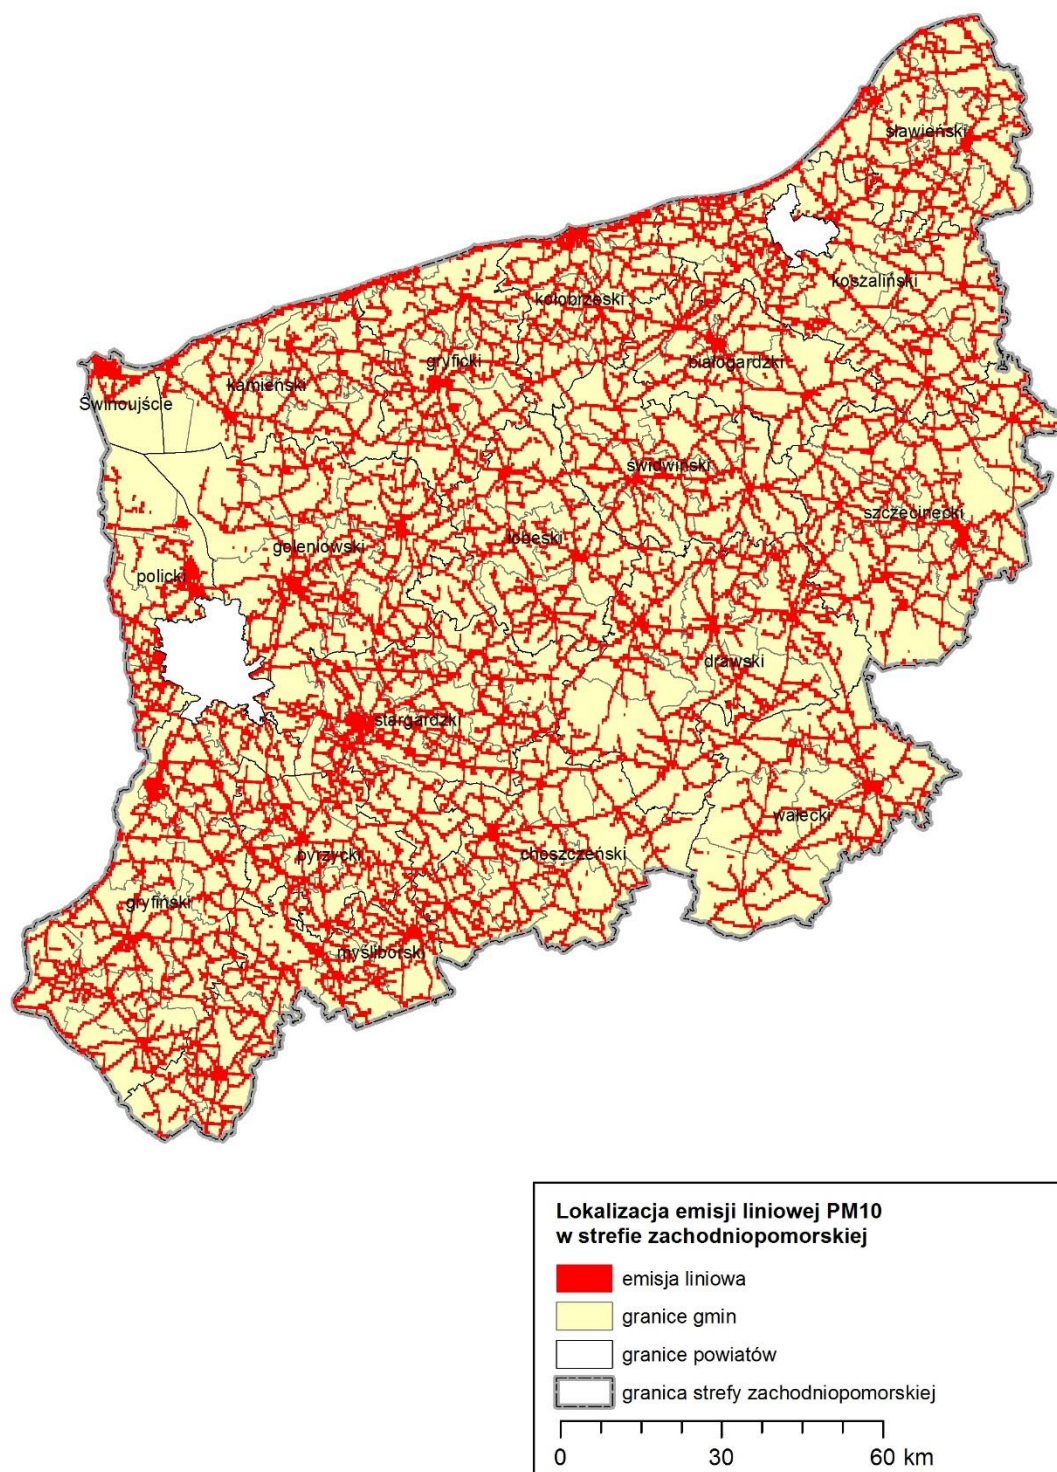 sławieński
koszaliński
kołobrzeski
białogardzki
gryficki
kamieński
Świnoujście
świdwiński
szczecinecki
łobeski
goleniowski
policki
drawski
stargardzki
wałecki
choszczeński
pyrzycki
gryfiński
myśliborski
Lokalizacja emisji liniowej PM10
w strefie zachodniopomorskiej
emisja liniowa
granice gmin
granice powiatów
granica strefy zachodniopomorskiej
0 30 60 km